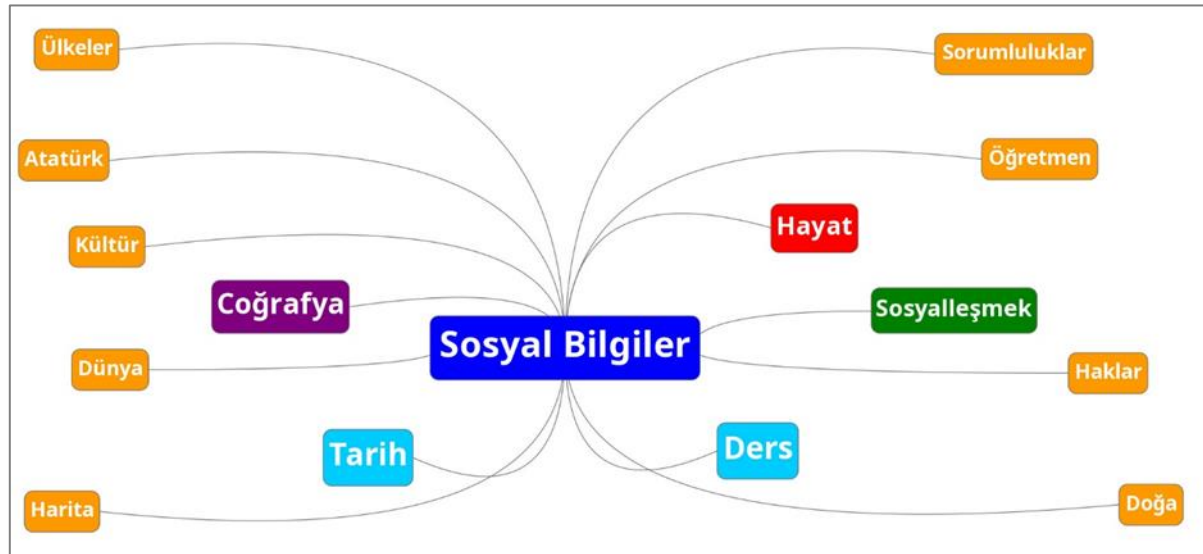 Ülkeler
Sorumluluklar
Atatürk
Öğretmen
Kültür
Hayat
Coğrafya
Sosyalleşmek
Sosyal Bilgiler
Dünya
Haklar
Tarih
Ders
Harita
Doğa